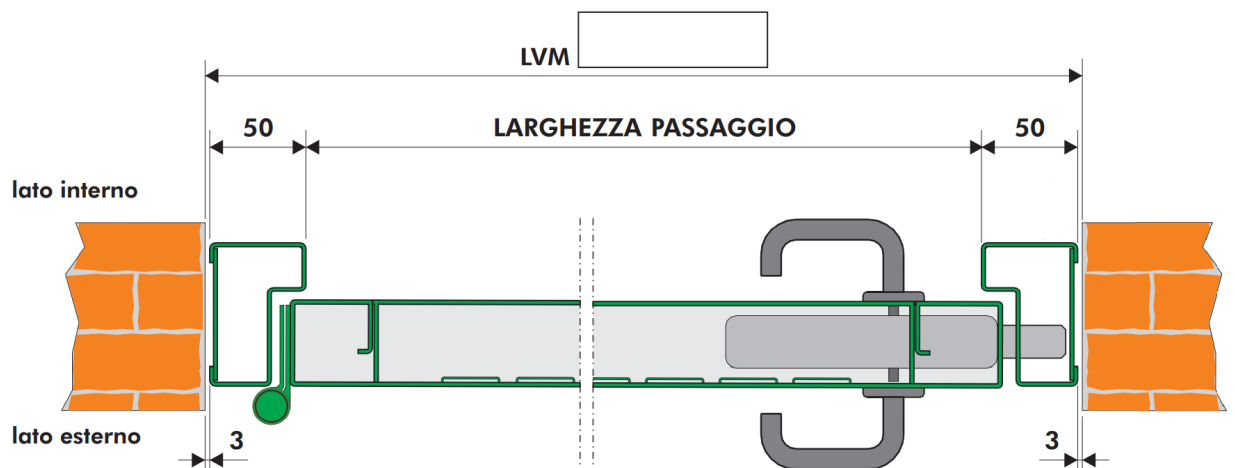 LVM
50
LARGHEZZA PASSAGGIO
50
lato interno
lato esterno
3
3